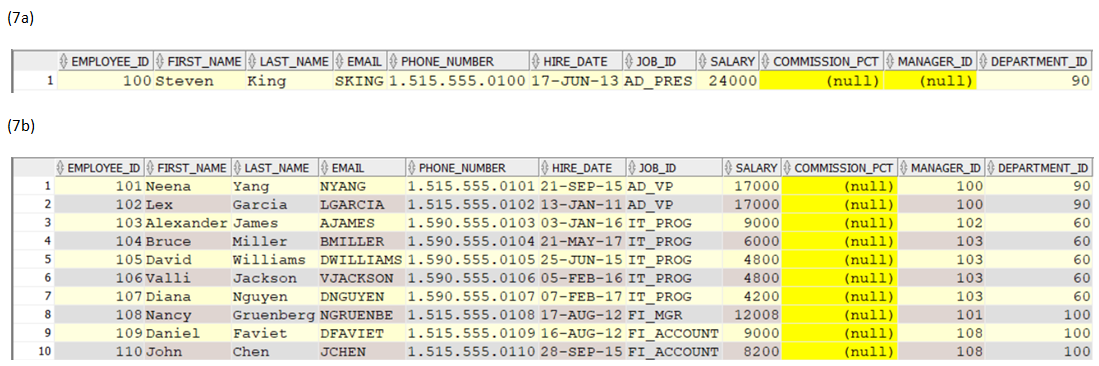 (7a)
EMPLOYEE_ID FIRST_NAME LAST_NAME EMAIL PHONE_NUMBER HIRE_DATE JOB_ID SALARY COMMISSION_PCT MANAGER_ID DEPARTMENT_ID
1 100 Steven King SKING 1.515.555.0100 17-JUN-13 AD_PRES 24000 (null) (null) 90
(7b)
EMPLOYEE_ID FIRST_NAME LAST_NAME EMAIL PHONE_NUMBER HIRE_DATE JOB_ID SALARY COMMISSION_PCT MANAGER_ID DEPARTMENT_ID
1 101 Neena Yang NYANG 1.515.555.0101 21-SEP-15 AD_VP 17000 (null) 100 90
2 102 Lex Garcia LGARCIA 1.515.555.0102 13-JAN-11 AD_VP 17000 (null) 100 90
3 103 Alexander James AJAMES 1.590.555.0103 03-JAN-16 IT_PROG 9000 (null) 102 60
4 104 Bruce Miller BMILLER 1.590.555.0104 21-MAY-17 IT_PROG 6000 (null) 103 60
5 105 David Williams DWILLIAMS 1.590.555.0105 25-JUN-15 IT_PROG 4800 (null) 103 60
6 106 Valli Jackson VJACKSON 1.590.555.0106 05-FEB-16 IT_PROG 4800 (null) 103 60
7 107 Diana Nguyen DNGUYEN 1.590.555.0107 07-FEB-17 IT_PROG 4200 (null) 103 60
8 108 Nancy Gruenberg NGRUENBE 1.515.555.0108 17-AUG-12 FI_MGR 12008 (null) 101 100
9 109 Daniel Faviet DFAVIET 1.515.555.0109 16-AUG-12 FI_ACCOUNT 9000 (null) 108 100
10 110 John Chen JCHEN 1.515.555.0110 28-SEP-15 FI_ACCOUNT 8200 (null) 108 100